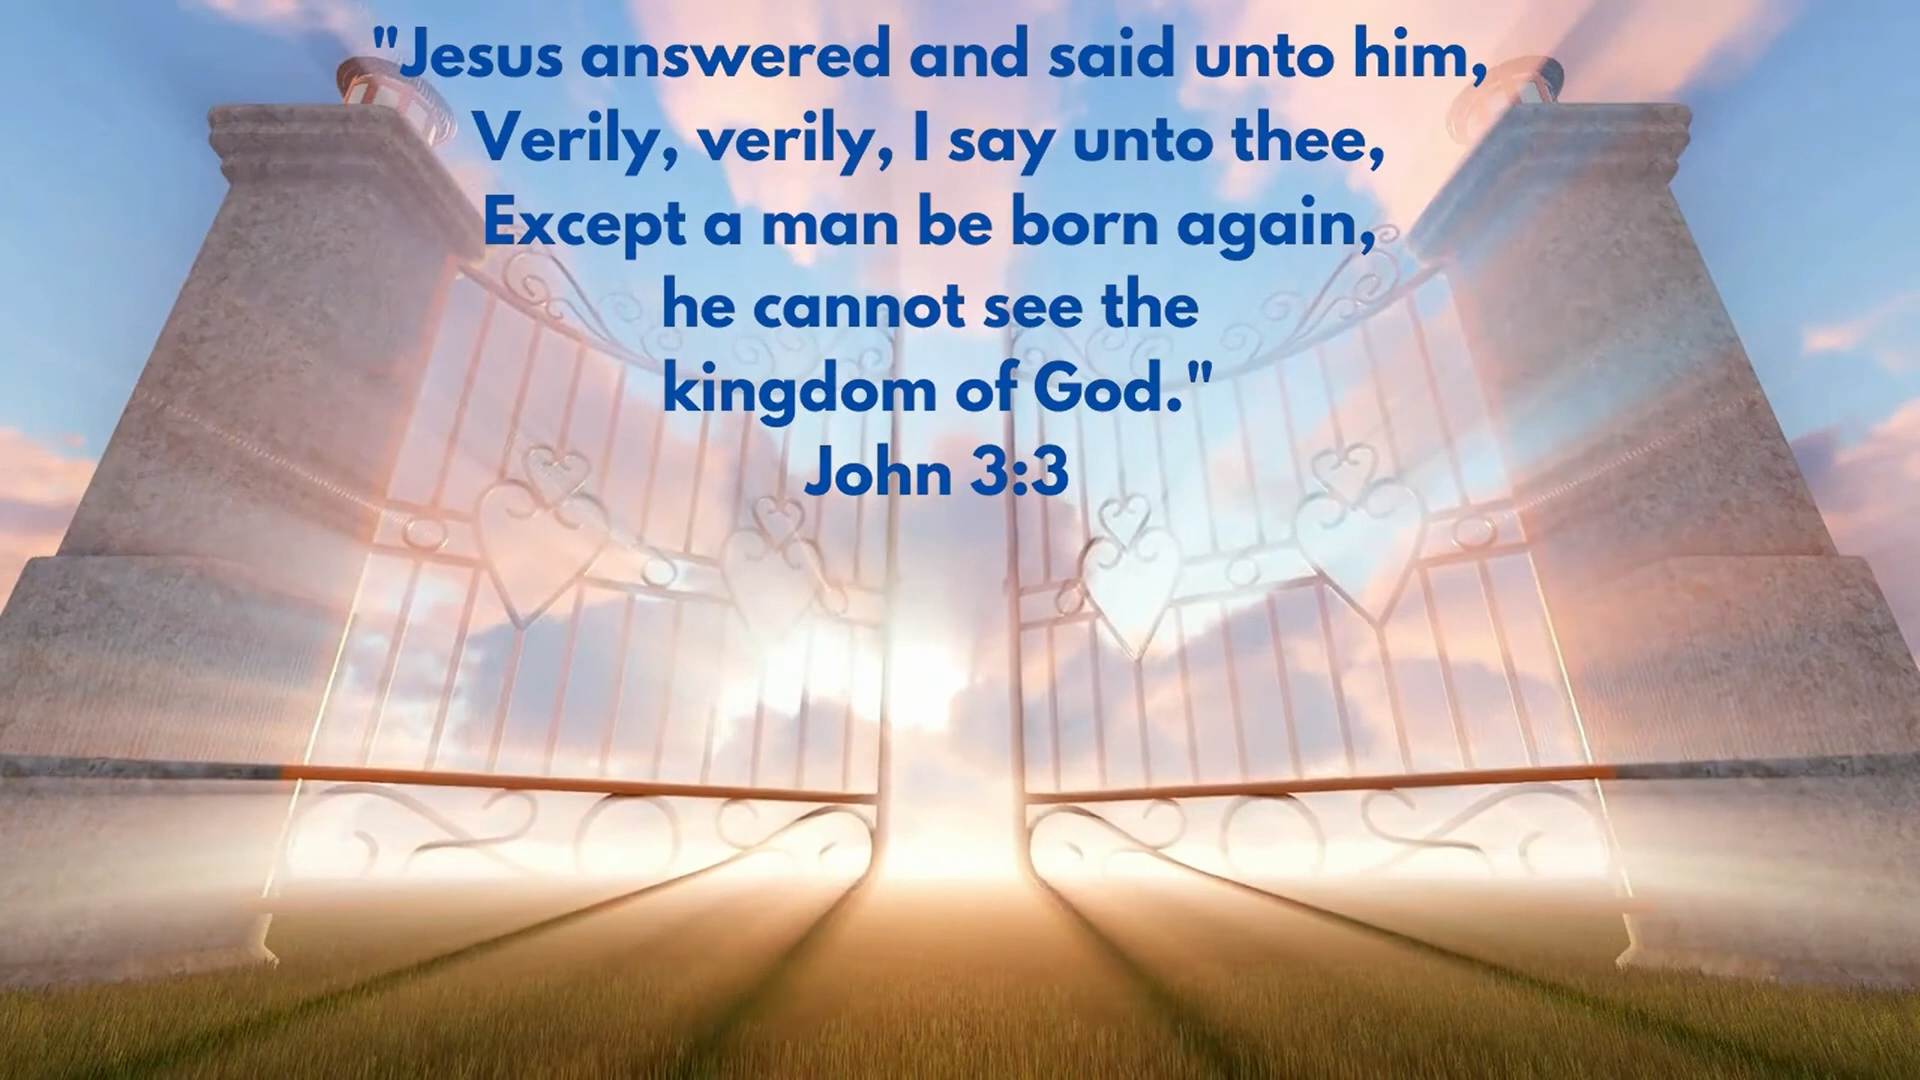 "Jesus answered and said unto him,
Verily, verily, I say unto thee,
Except a man be born again,
he cannot see the
kingdom of God."
John 3:3